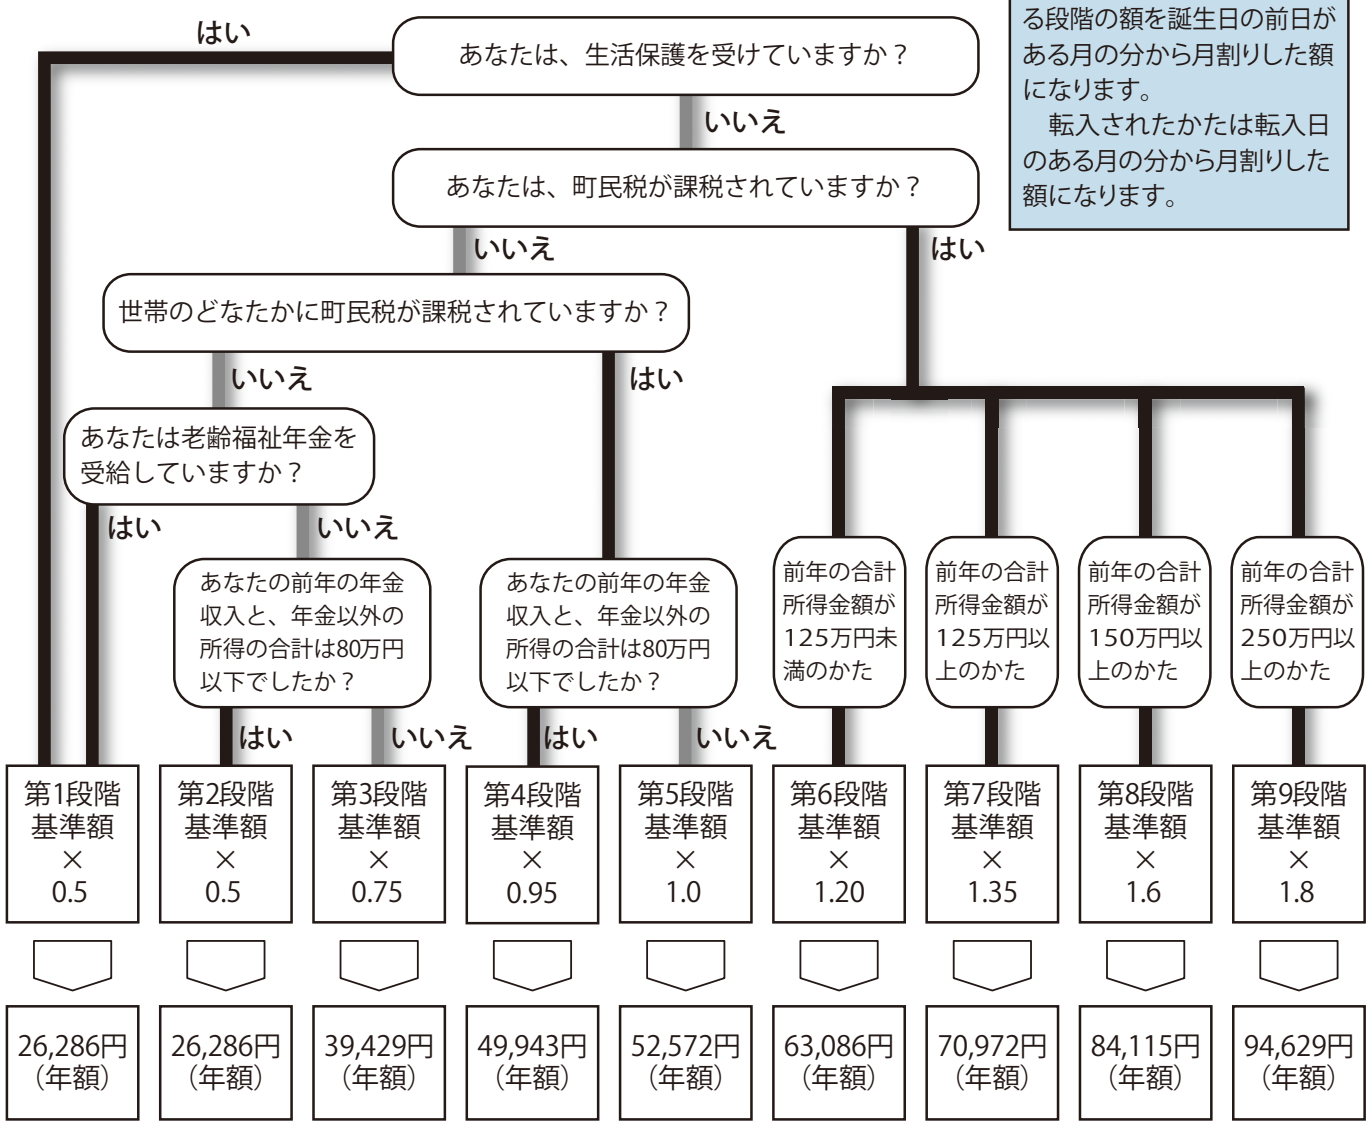 る段階の額を誕生日の前日が
ある月の分から月割りした額
になります。
転入されたかたは転入日
のある月の分から月割りした
額になります。
はい
あなたは、生活保護を受けていますか？
いいえ
あなたは、町民税が課税されていますか？
いいえ
はい
世帯のどなたかに町民税が課税されていますか？
いいえ
はい
あなたは老齢福祉年金を
受給していますか？
はい
いいえ
あなたの前年の年金
収入と、年金以外の
所得の合計は80万円
以下でしたか？
あなたの前年の年金
収入と、年金以外の
所得の合計は80万円
以下でしたか？
前年の合計
所得金額が
125万円未
満のかた
前年の合計
所得金額が
125万円以
上のかた
前年の合計
所得金額が
150万円以
上のかた
前年の合計
所得金額が
250万円以
上のかた
はい
いいえ
はい
いいえ
第1段階
基準額
×
0.5
第2段階
基準額
×
0.5
第3段階
基準額
×
0.75
第4段階
基準額
×
0.95
第5段階
基準額
×
1.0
第6段階
基準額
×
1.20
第7段階
基準額
×
1.35
第8段階
基準額
×
1.6
第9段階
基準額
×
1.8
26,286円
（年額）
26,286円
（年額）
39,429円
（年額）
49,943円
（年額）
52,572円
（年額）
63,086円
（年額）
70,972円
（年額）
84,115円
（年額）
94,629円
（年額）